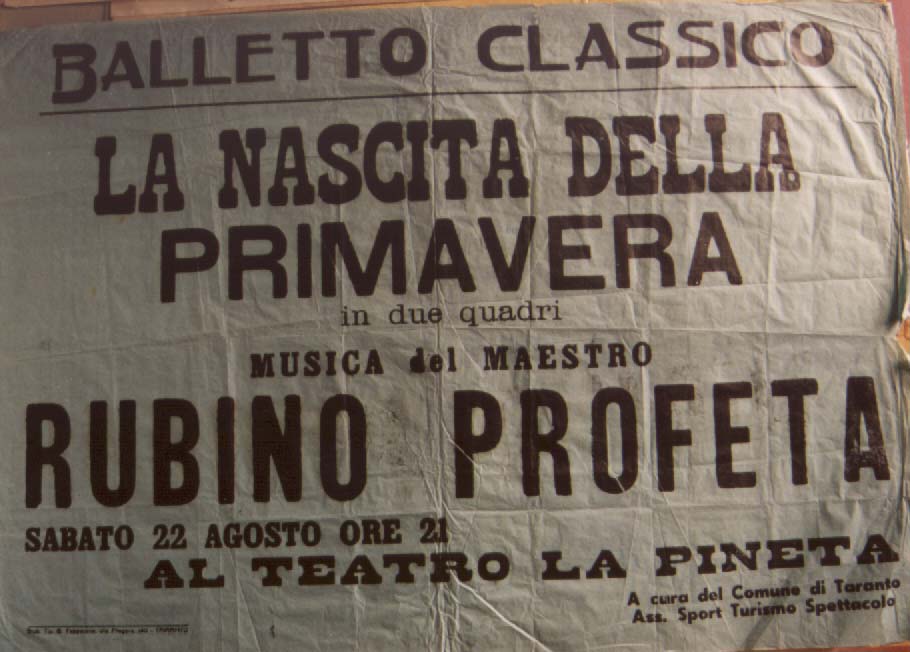 BALLETTO CLASSICO
LA NASCITA DELLA
PRIMAVERA
in due quadri
MUSICA del MAESTRO
RUBINO PROFETA
SABATO 22 AGOSTO ORE 21
AL TEATRO LA PINETA
A cura del Comune di Taranto
Ass. Sport Turismo Spettacolo